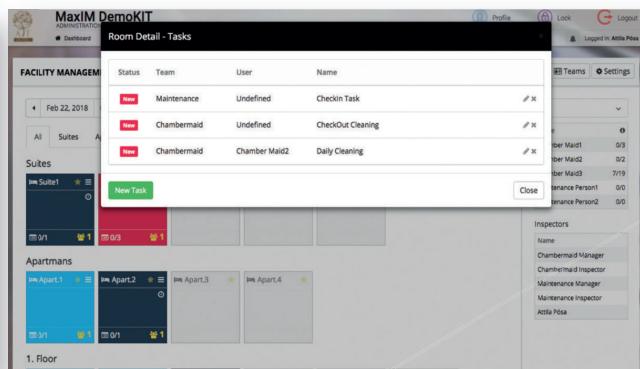 MaxIM DemoKIT
ADMINISTRATION
Dashboard
Profile
Lock
Logout
Logged in: Attila Pósa
Room Detail - Tasks
Status Team User Name
New Maintenance Undefined CheckIn Task
New Chambermaid Undefined CheckOut Cleaning
New Chambermaid Chamber Maid2 Daily Cleaning
New Task
Close
FACILITY MANAGEM
Teams
Settings
Feb 22, 2018
All Suites A
Suites
Suite1
0/1 1
0/3 1
Apartmans
Apart.1
Apart.2
Apart.3
Apart.4
1
0/1 1
1. Floor
ber Maid1 0/3
ber Maid2 0/2
ber Maid3 7/19
tenance Person1 0/0
tenance Person2 0/0
Inspectors
Name
Chambermaid Manager
Chambermaid Inspector
Maintenance Manager
Maintenance Inspector
Attila Pósa